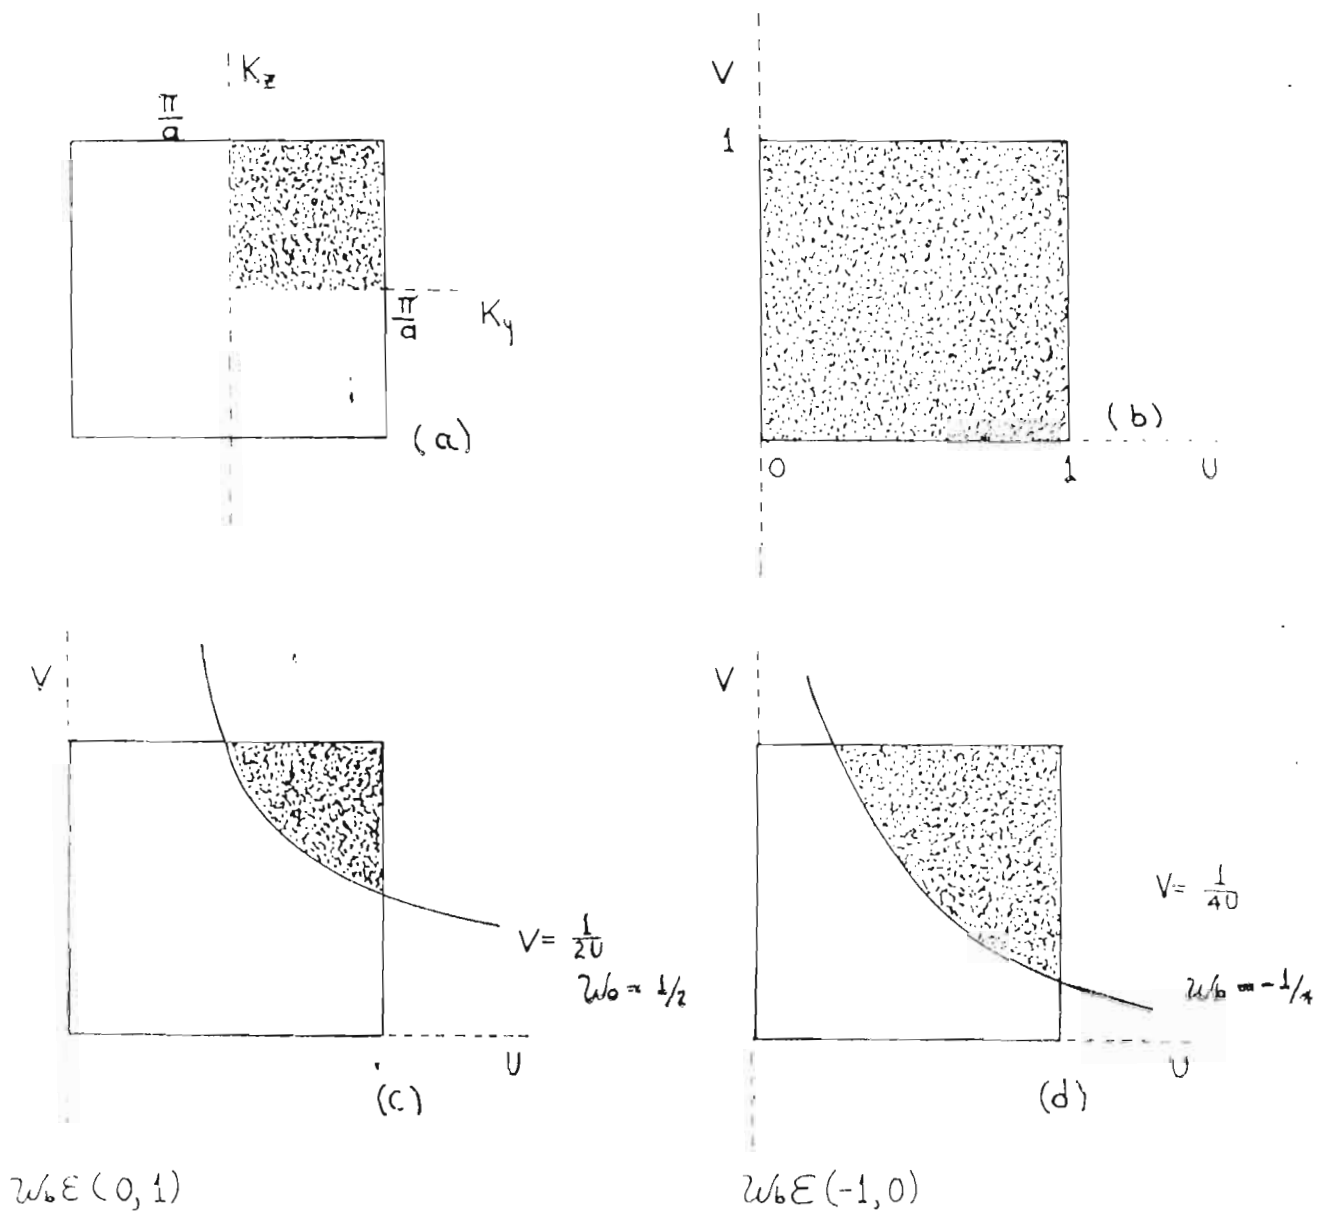 K_z
π/a
π/a
K_y
(a)
V
1
0
1
U
(b)
V
V = 1/2U
W_b = 1/2
U
(c)
V
V = 1/4U
W_b = -1/4
U
(d)
W_b ε (0, 1)
W_b ε (-1, 0)